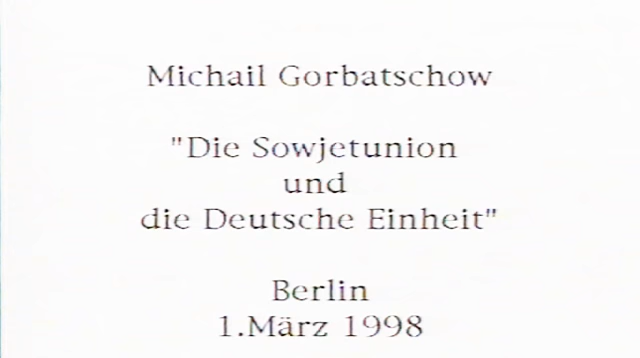 Michail Gorbatschow
"Die Sowjetunion
und
die Deutsche Einheit"
Berlin
1.März 1998